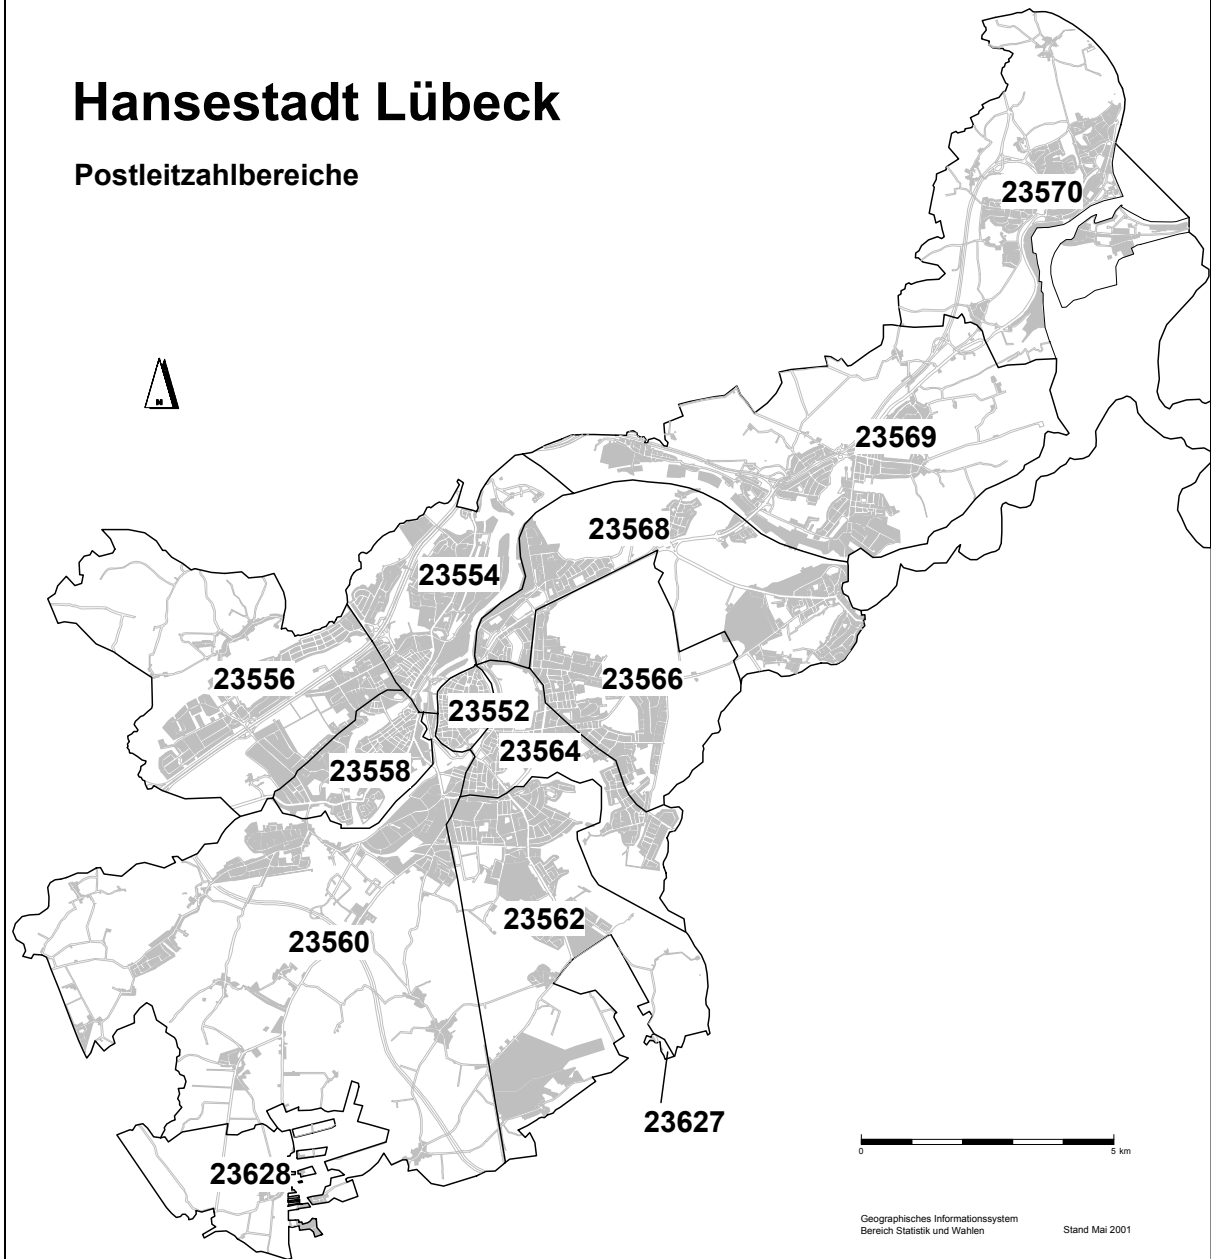 Hansestadt Lübeck
Postleitzahlbereiche
23570
N
23569
23568
23554
23556
23566
23552
23564
23558
23562
23560
23627
23628
0 5 km
Geographisches Informationssystem
Bereich Statistik und Wahlen Stand Mai 2001